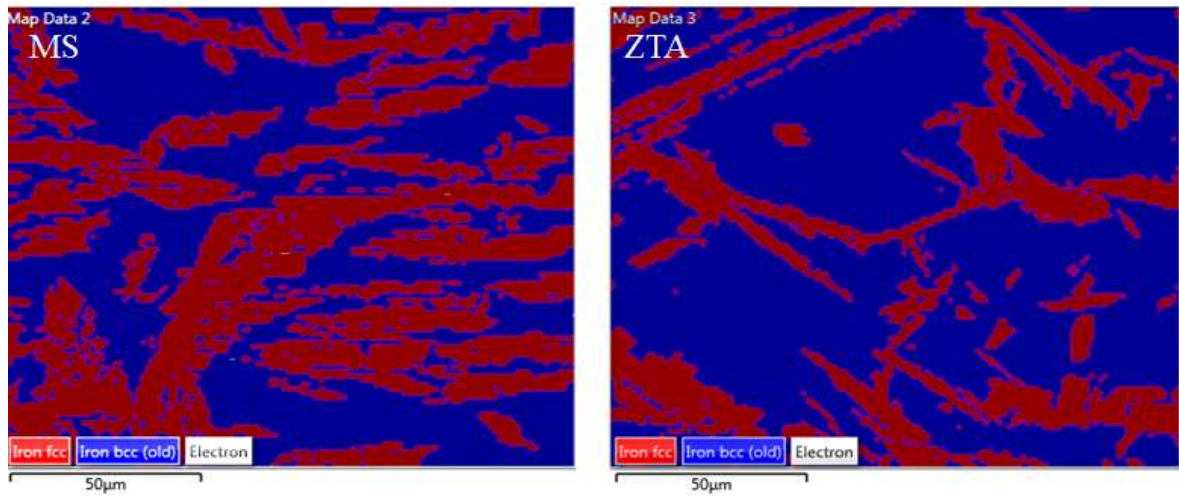 Map Data 2
MS
Iron fcc
Iron bcc (old)
Electron
50μm
Map Data 3
ZTA
Iron fcc
Iron bcc (old)
Electron
50μm